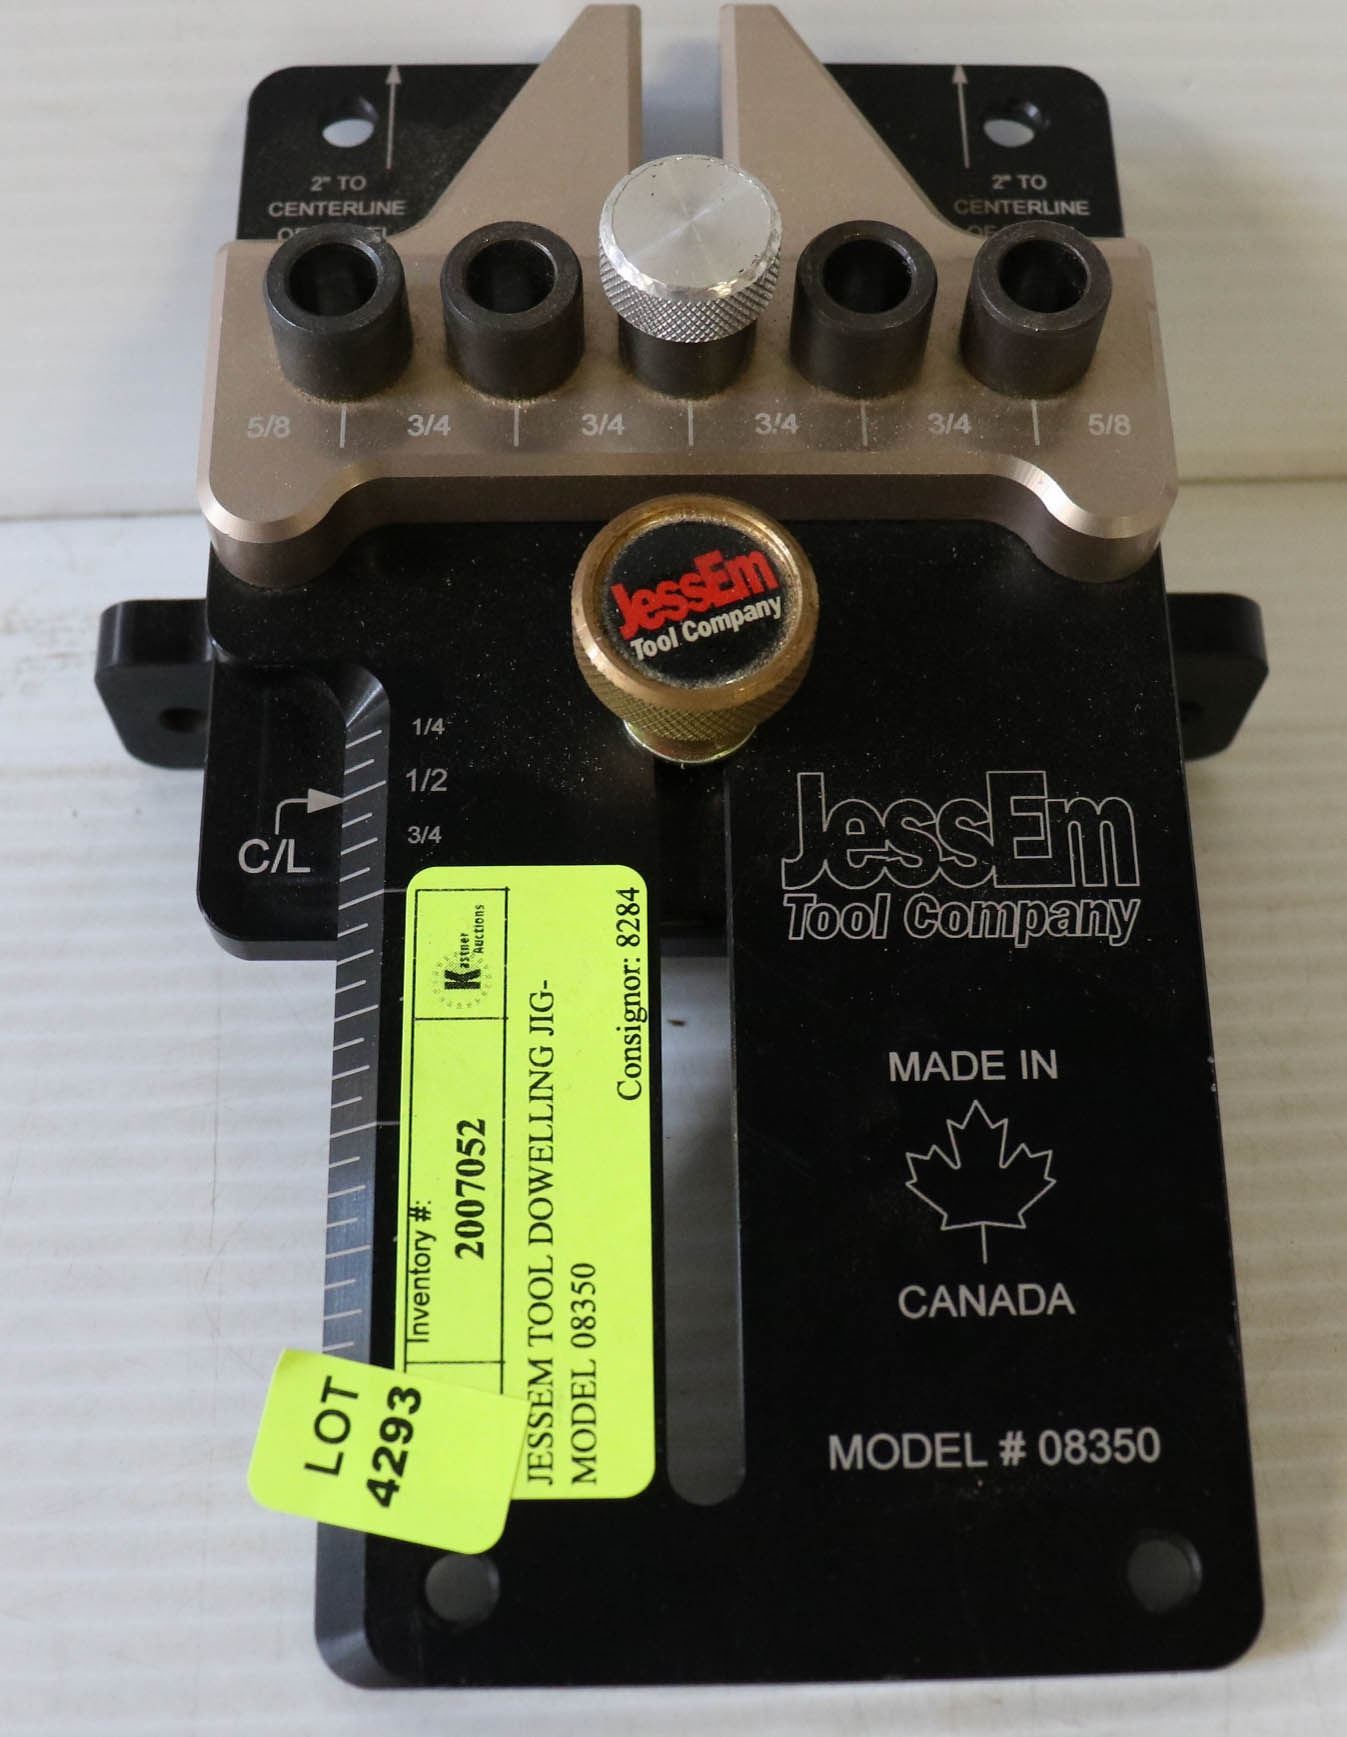 2" TO
CENTERLINE
2" TO
CENTERLINE
5/8 3/4 3/4 3/4 3/4 5/8
JessEm
Tool Company
1/4
1/2
3/4
C/L
JessEm
Tool Company
MADE IN
CANADA
MODEL # 08350
Kastner
Auctions
Inventory #:
2007052
JESSEM TOOL DOWELLING JIG-
MODEL 08350
Consignor: 8284
LOT
4293